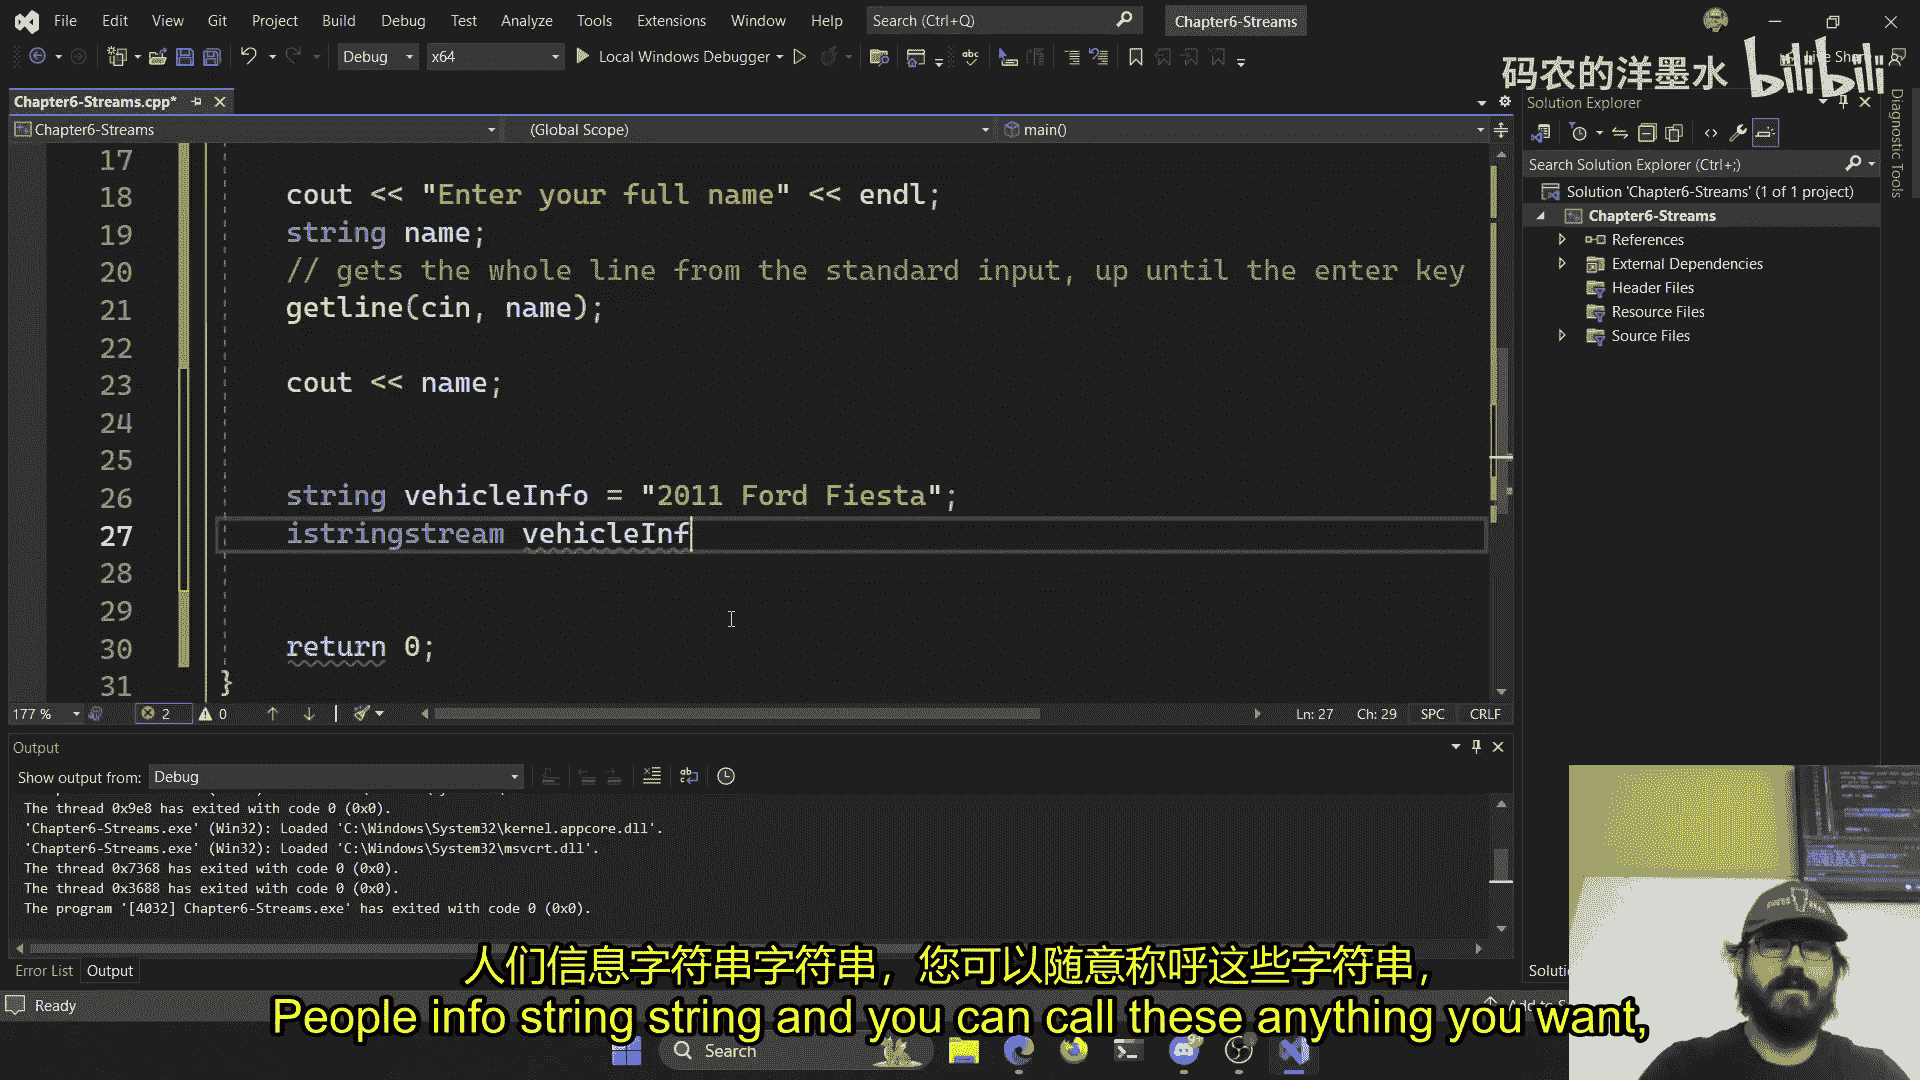 File Edit View Git Project Build Debug Test Analyze Tools Extensions Window Help Search (Ctrl+Q) Chapter6-Streams
Debug x64 Local Windows Debugger Live Share
码农的洋墨水 bilibili
Chapter6-Streams.cpp*
Chapter6-Streams (Global Scope) main()
17
18 cout << "Enter your full name" << endl;
19 string name;
20 // gets the whole line from the standard input, up until the enter key
21 getline(cin, name);
22
23 cout << name;
24
25
26 string vehicleInfo = "2011 Ford Fiesta";
27 istringstream vehicleInf
28
29
30 return 0;
31 }
177 % 2 0 Ln: 27 Ch: 29 SPC CRLF
Solution Explorer
Search Solution Explorer (Ctrl+;)
Solution 'Chapter6-Streams' (1 of 1 project)
Chapter6-Streams
References
External Dependencies
Header Files
Resource Files
Source Files
Diagnostic Tools
Output
Show output from: Debug
The thread 0x9e8 has exited with code 0 (0x0).
'Chapter6-Streams.exe' (Win32): Loaded 'C:\Windows\System32\kernel.appcore.dll'.
'Chapter6-Streams.exe' (Win32): Loaded 'C:\Windows\System32\msvcrt.dll'.
The thread 0x7368 has exited with code 0 (0x0).
The thread 0x3688 has exited with code 0 (0x0).
The program '[4032] Chapter6-Streams.exe' has exited with code 0 (0x0).
Error List Output
人们信息字符串字符串，您可以随意称呼这些字符串，
People info string string and you can call these anything you want,
Ready
Search